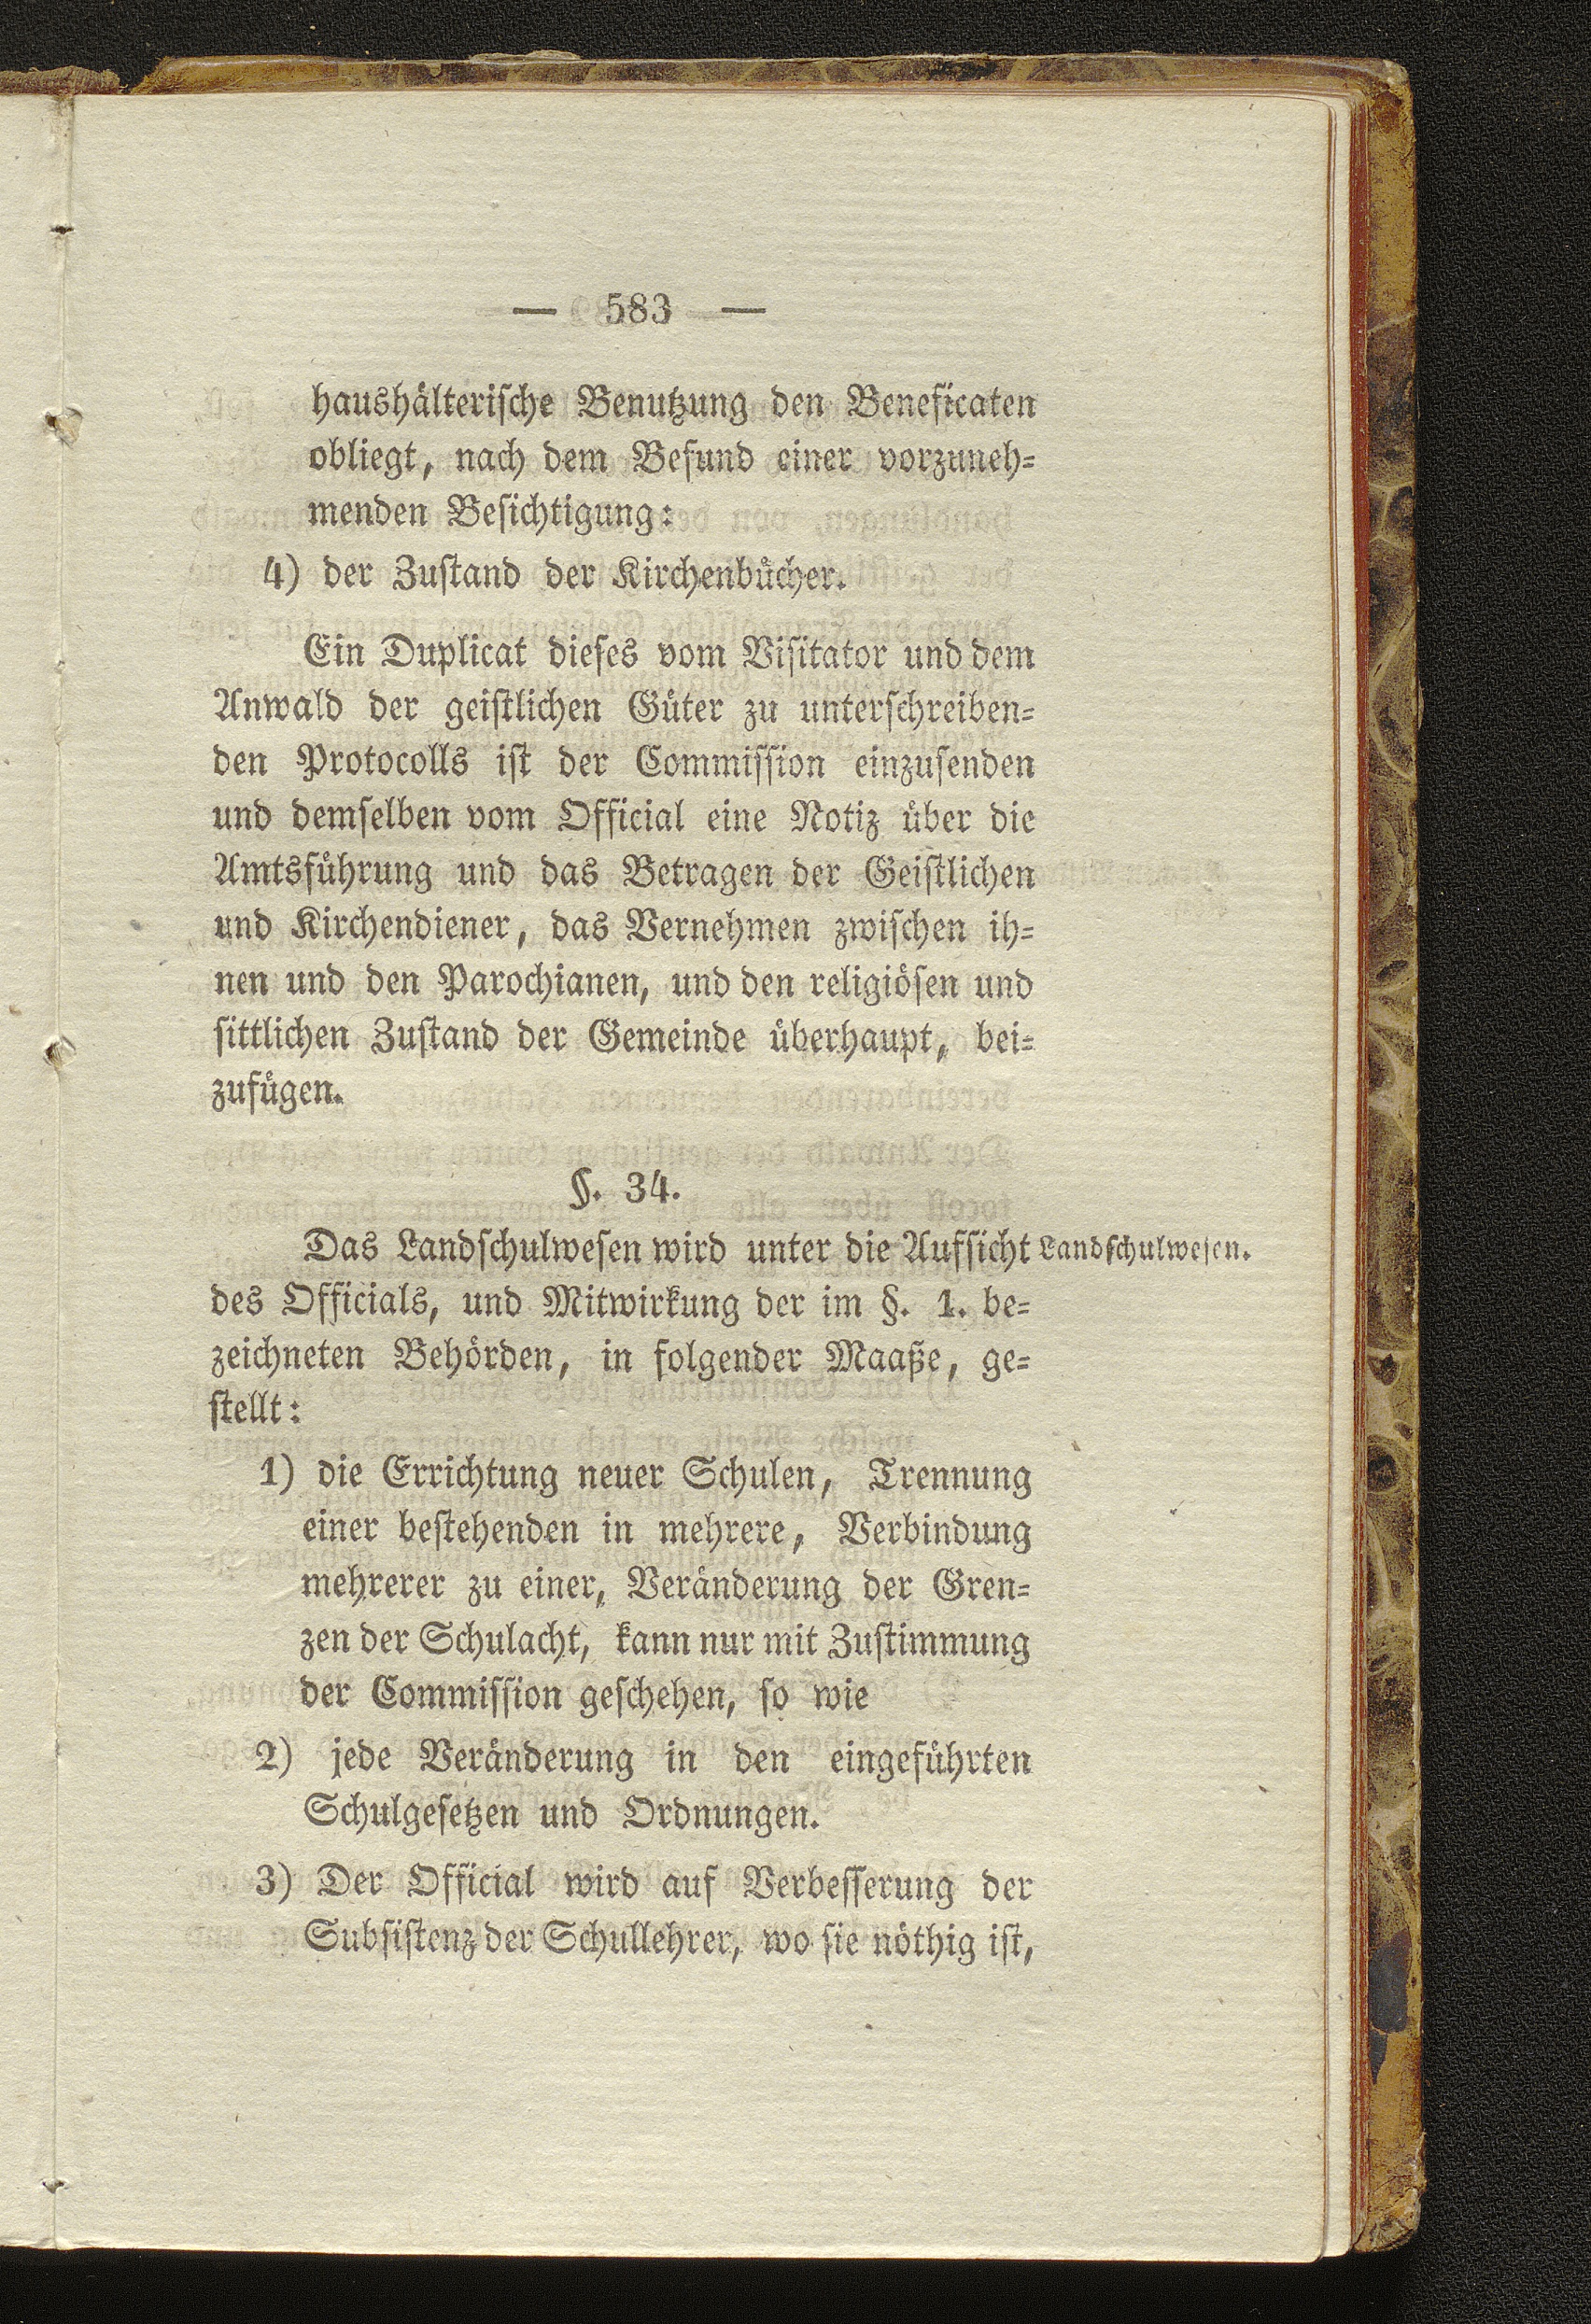 — 583 —
haushälterische Benutzung den Beneficaten
obliegt, nach dem Befund einer vorzuneh=
menden Besichtigung:
4) der Zustand der Kirchenbücher.
Ein Duplicat dieses vom Visitator und dem
Anwald der geistlichen Güter zu unterschreiben=
den Protocolls ist der Commission einzusenden
und demselben vom Official eine Notiz über die
Amtsführung und das Betragen der Geistlichen
und Kirchendiener, das Vernehmen zwischen ih=
nen und den Parochianen, und den religiösen und
sittlichen Zustand der Gemeinde überhaupt, bei=
zufügen.
§. 34.
Das Landschulwesen wird unter die Aufsicht Landschulwesen.
des Officials, und Mitwirkung der im §. 1. be=
zeichneten Behörden, in folgender Maaße, ge=
stellt:
1) die Errichtung neuer Schulen, Trennung
einer bestehenden in mehrere, Verbindung
mehrerer zu einer, Veränderung der Gren=
zen der Schulacht, kann nur mit Zustimmung
der Commission geschehen, so wie
2) jede Veränderung in den eingeführten
Schulgesetzen und Ordnungen.
3) Der Official wird auf Verbesserung der
Subsistenz der Schullehrer, wo sie nöthig ist,